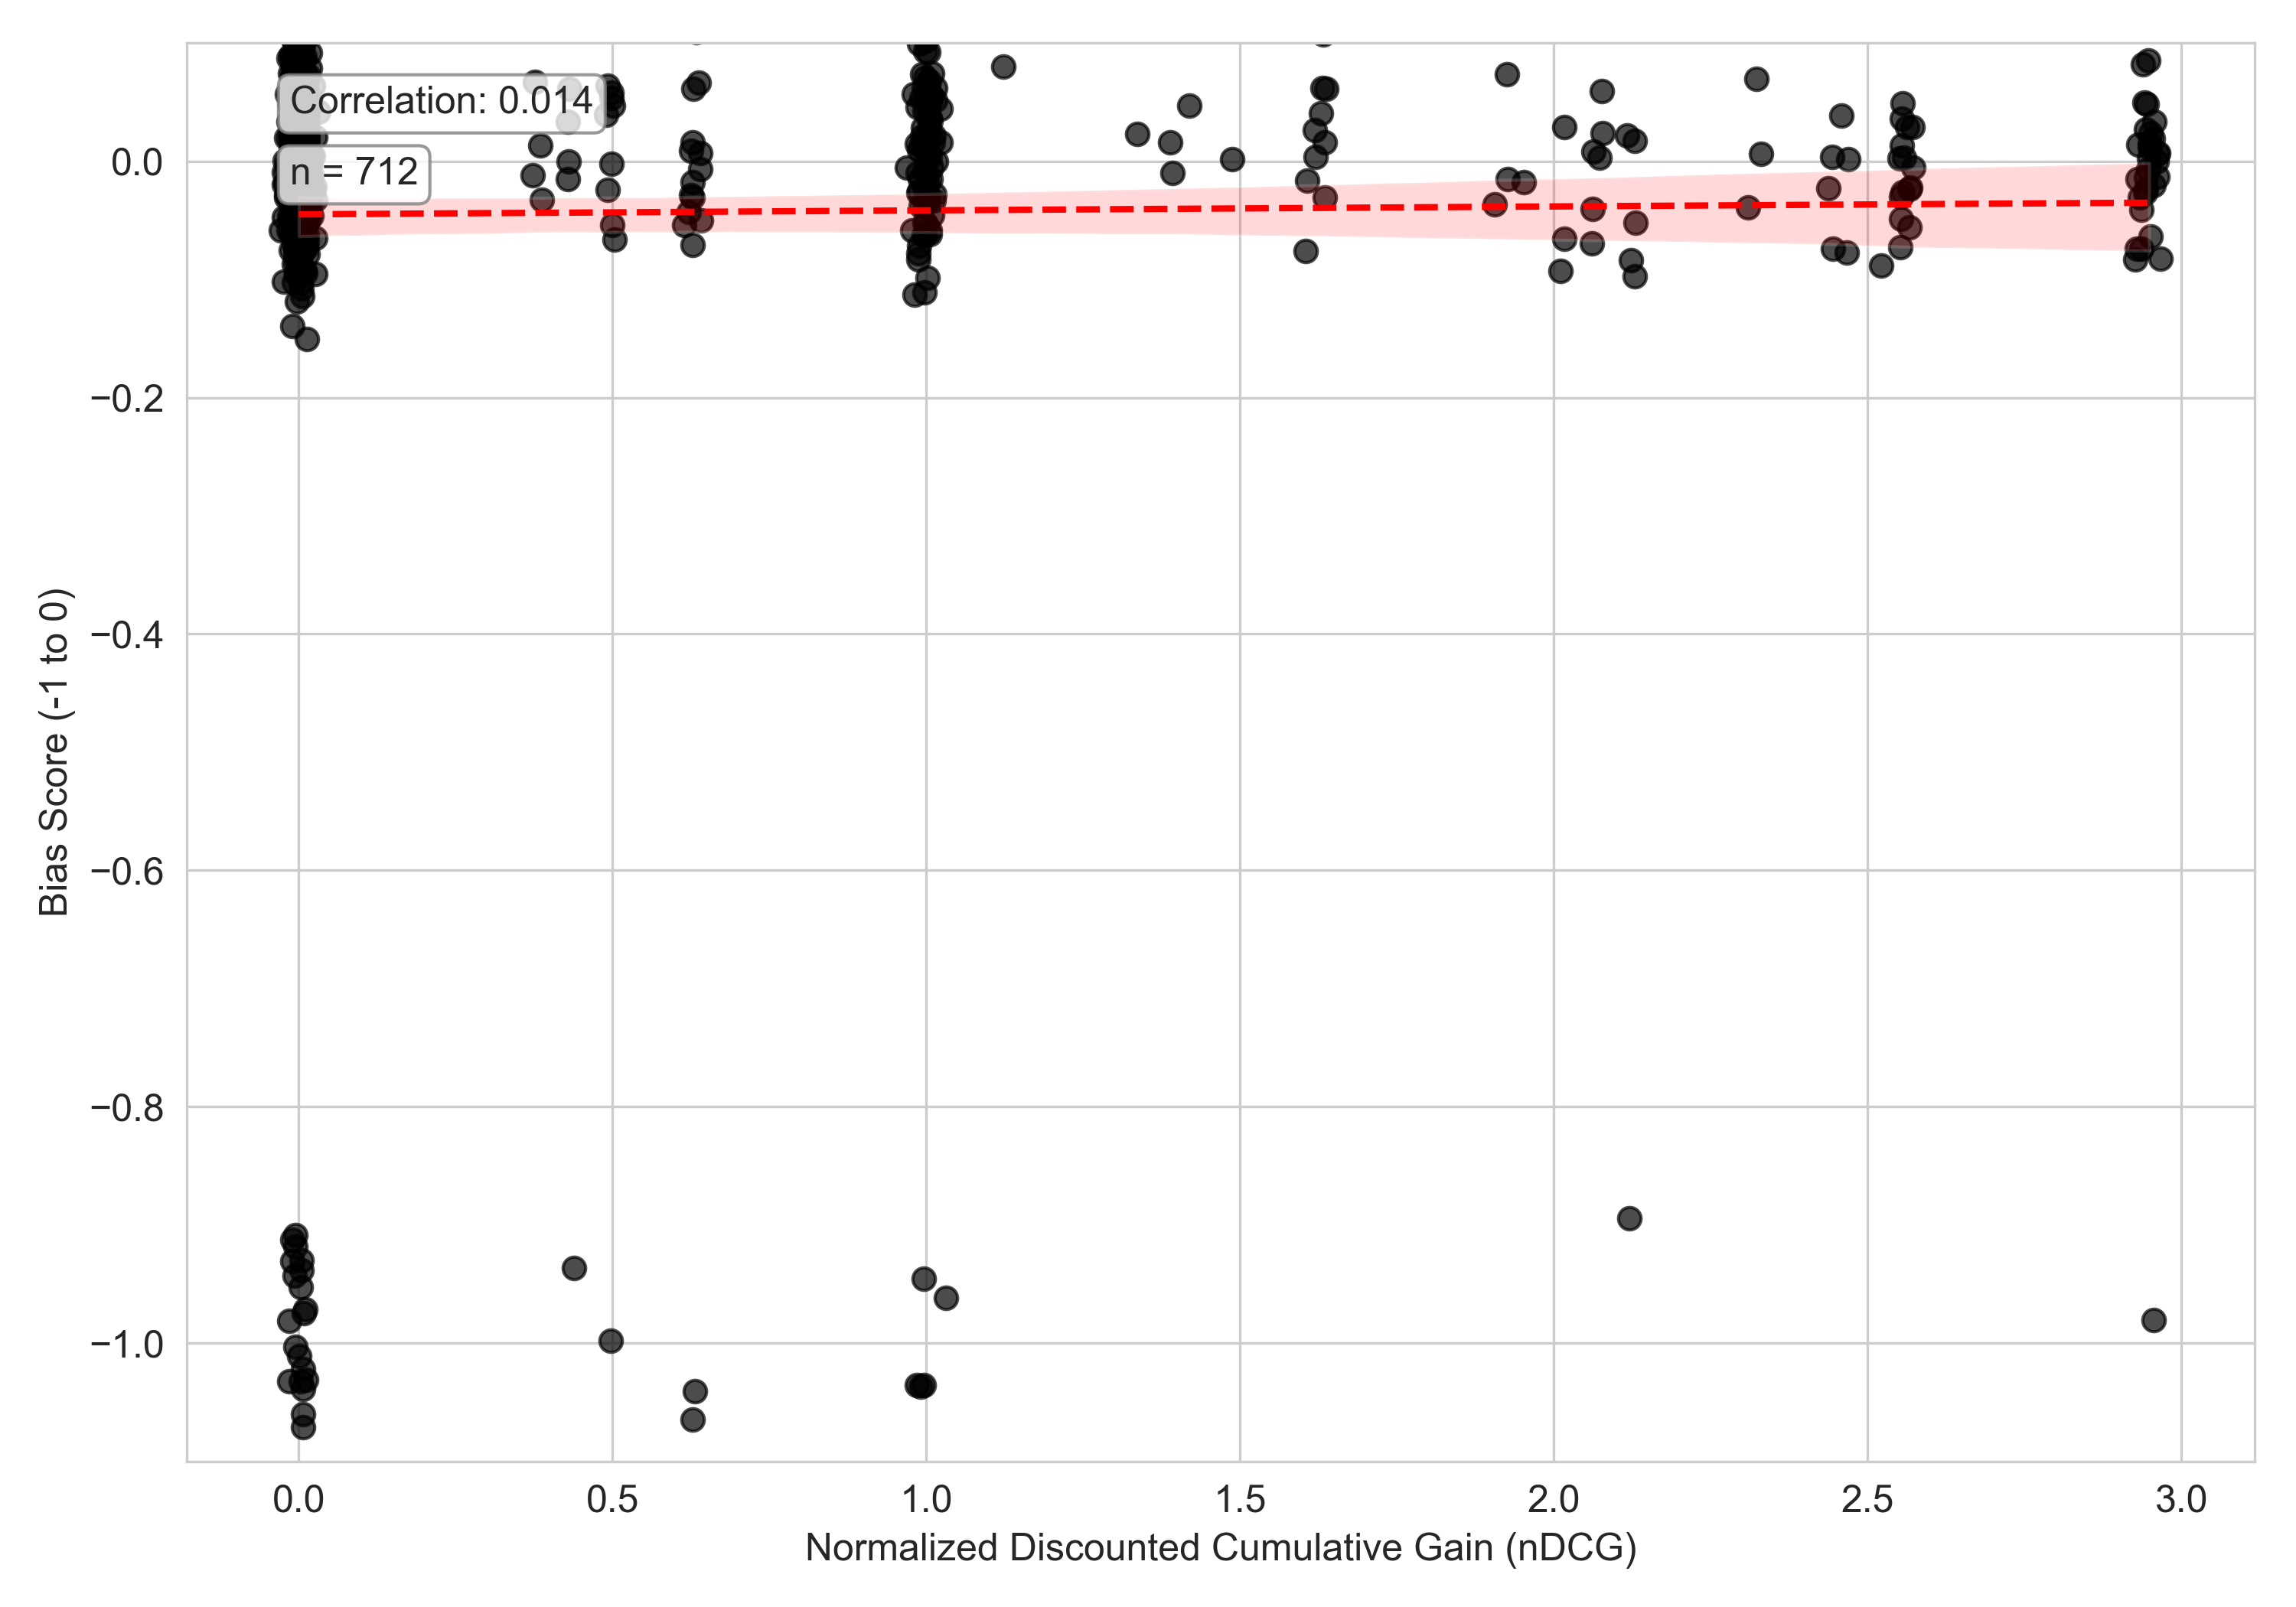 Correlation: 0.014
n = 712
0.0
−0.2
−0.4
−0.6
−0.8
−1.0
Bias Score (-1 to 0)
0.0 0.5 1.0 1.5 2.0 2.5 3.0
Normalized Discounted Cumulative Gain (nDCG)